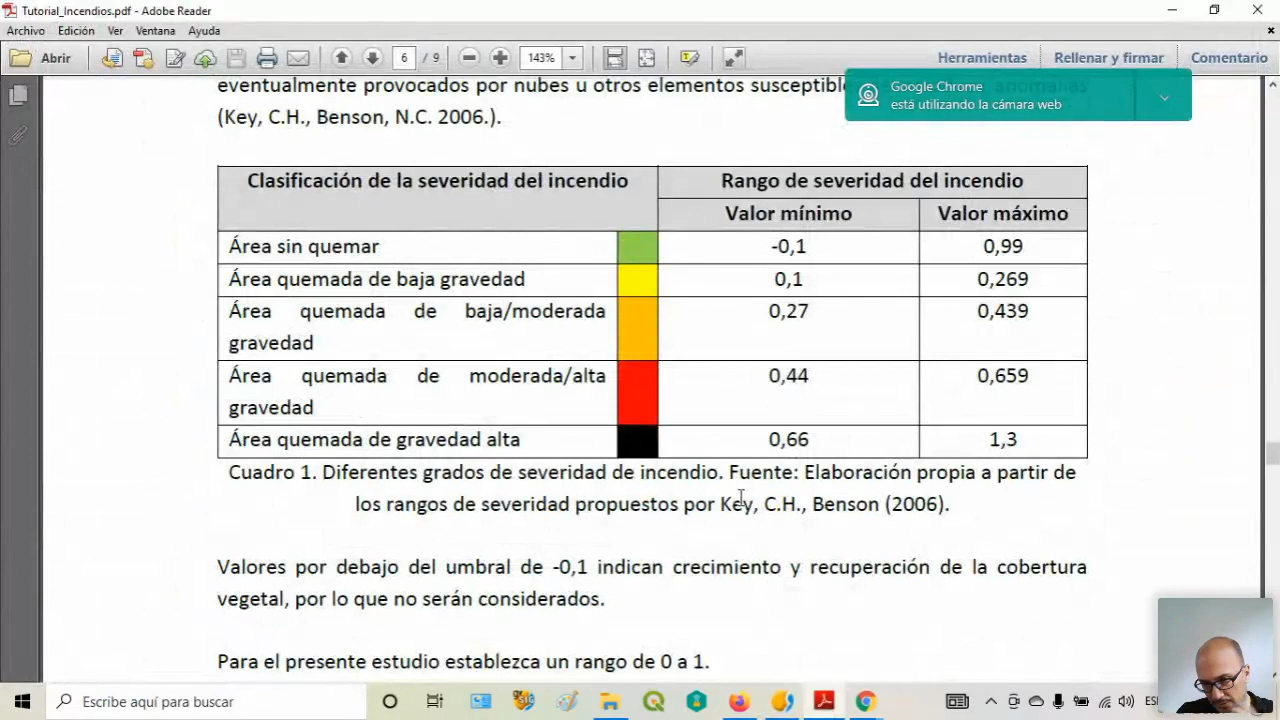 Tutorial_Incendios.pdf - Adobe Reader
Archivo Edición Ver Ventana Ayuda
Abrir 6 / 9 143% Herramientas Rellenar y firmar Comentario
eventualmente provocados por nubes u otros elementos susceptible anomalías
Google Chrome
está utilizando la cámara web
(Key, C.H., Benson, N.C. 2006.).
Clasificación de la severidad del incendio Rango de severidad del incendio
Valor mínimo Valor máximo
Área sin quemar -0,1 0,99
Área quemada de baja gravedad 0,1 0,269
Área quemada de baja/moderada 0,27 0,439
gravedad
Área quemada de moderada/alta 0,44 0,659
gravedad
Área quemada de gravedad alta 0,66 1,3
Cuadro 1. Diferentes grados de severidad de incendio. Fuente: Elaboración propia a partir de
los rangos de severidad propuestos por Key, C.H., Benson (2006).
Valores por debajo del umbral de -0,1 indican crecimiento y recuperación de la cobertura
vegetal, por lo que no serán considerados.
Para el presente estudio establezca un rango de 0 a 1.
Escribe aquí para buscar